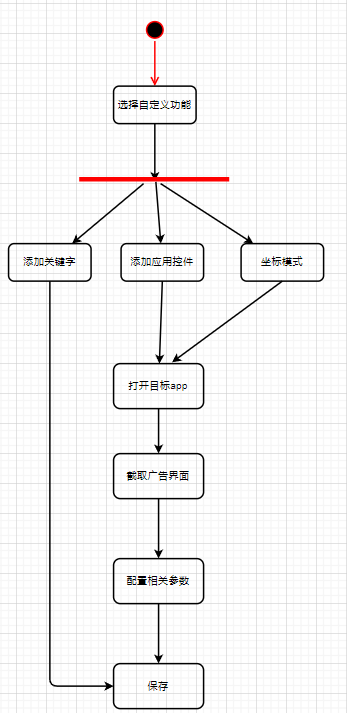 选择自定义功能
添加关键字
添加应用控件
坐标模式
打开目标app
截取广告界面
配置相关参数
保存